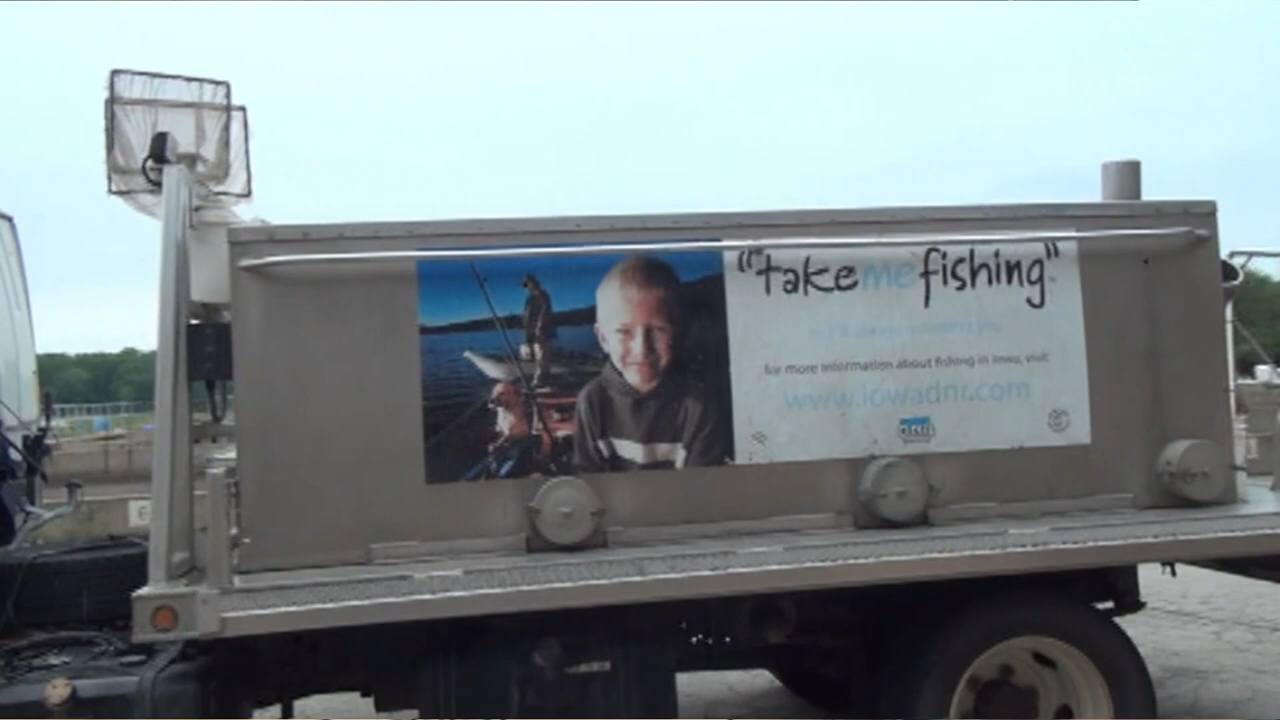 "take me fishing"
for more information about fishing in Iowa, visit:
www.iowadnr.com